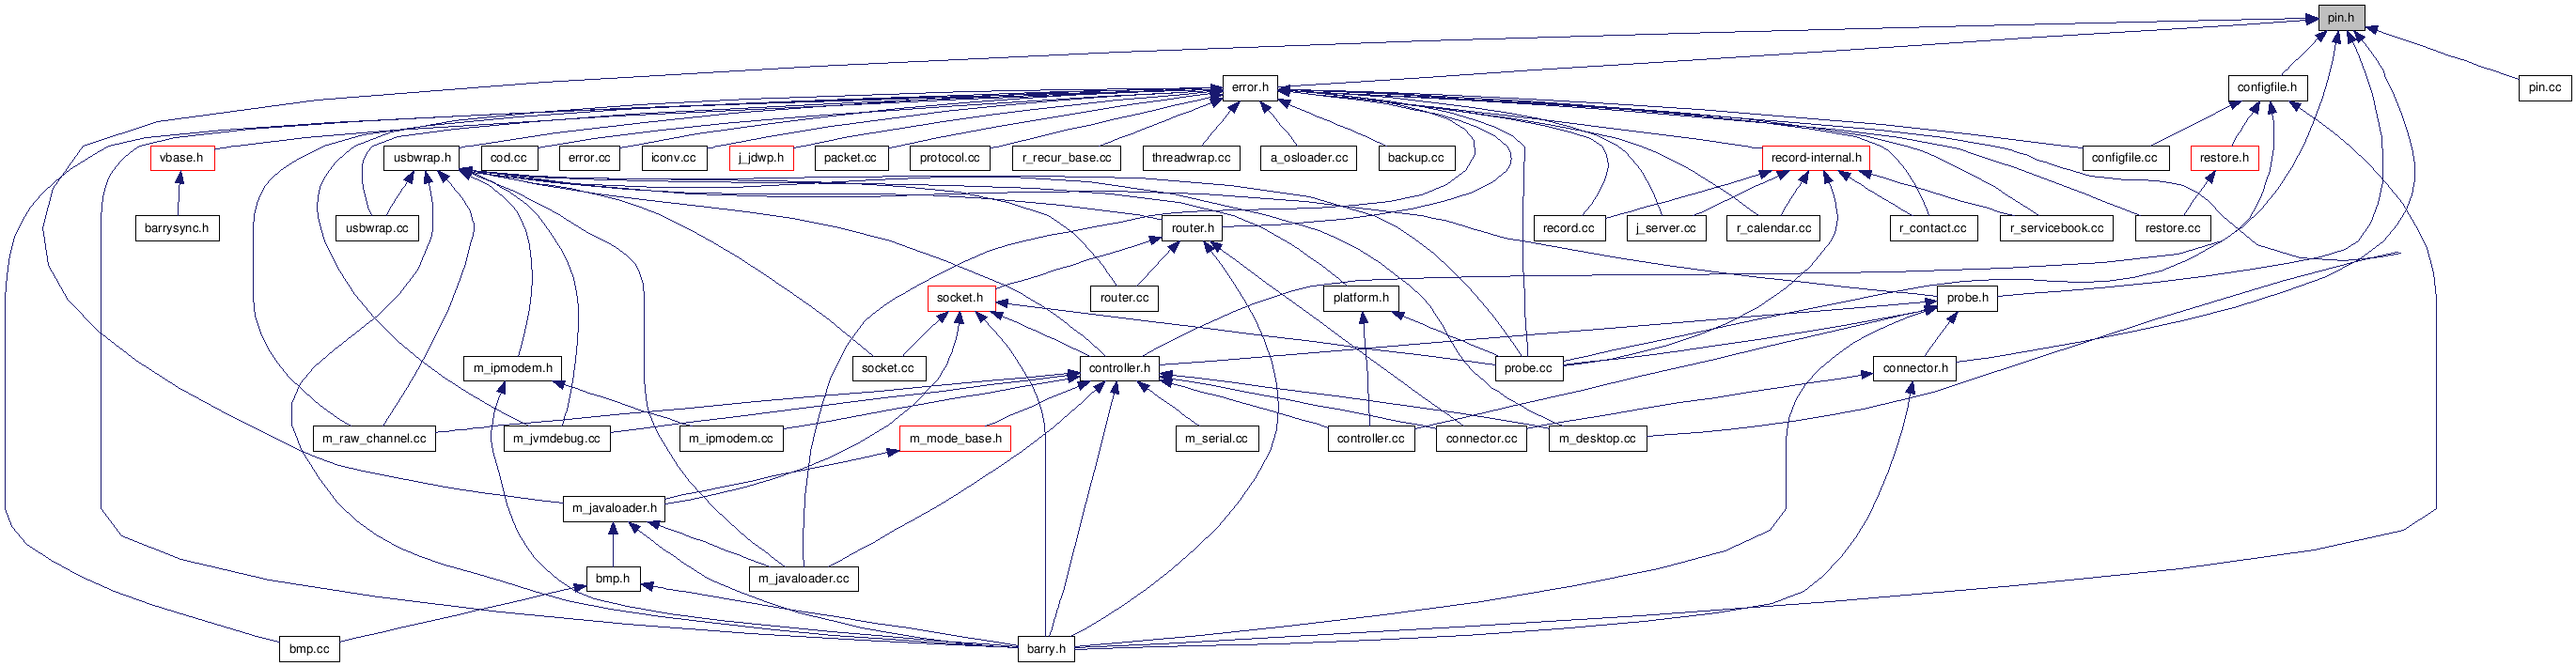 pin.h
error.h
configfile.h
pin.cc
vbase.h
usbwrap.h
cod.cc
error.cc
iconv.cc
j_jdwp.h
packet.cc
protocol.cc
r_recur_base.cc
threadwrap.cc
a_osloader.cc
backup.cc
record-internal.h
configfile.cc
restore.h
barrysync.h
usbwrap.cc
router.h
record.cc
j_server.cc
r_calendar.cc
r_contact.cc
r_servicebook.cc
restore.cc
socket.h
router.cc
platform.h
probe.h
m_ipmodem.h
socket.cc
controller.h
probe.cc
connector.h
m_raw_channel.cc
m_jvmdebug.cc
m_ipmodem.cc
m_mode_base.h
m_serial.cc
controller.cc
connector.cc
m_desktop.cc
m_javaloader.h
bmp.h
m_javaloader.cc
bmp.cc
barry.h